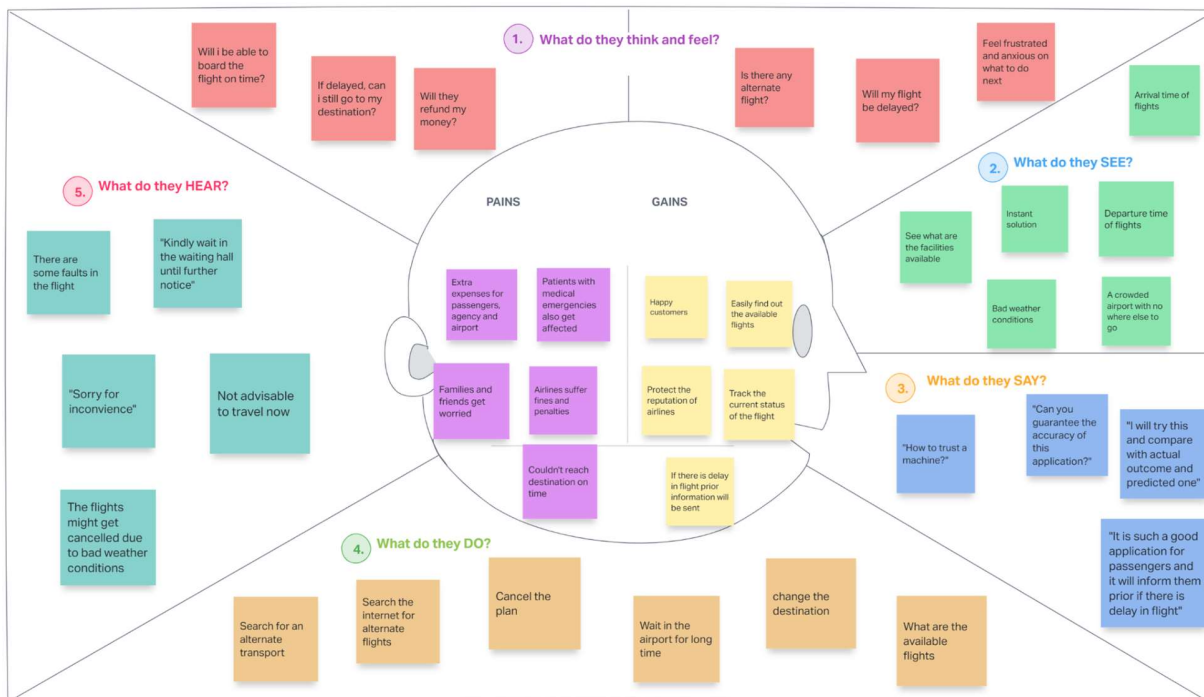 1.
What do they think and feel?
Will i be able to
board the
flight on time?
If delayed, can
i still go to my
destination?
Will they
refund my
money?
Is there any
alternate
flight?
Will my flight
be delayed?
Feel frustrated
and anxious on
what to do
next
Arrival time of
flights
2.
What do they SEE?
See what are
the facilities
available
Instant
solution
Departure time
of flights
Bad weather
conditions
A crowded
airport with no
where else to
go
3.
What do they SAY?
"How to trust a
machine?"
"Can you
guarantee the
accuracy of
this
application?"
"I will try this
and compare
with actual
outcome and
predicted one"
"It is such a good
application for
passengers and
it will inform them
prior if there is
delay in flight"
4.
What do they DO?
Search for an
alternate
transport
Search the
internet for
alternate
flights
Cancel the
plan
Wait in the
airport for long
time
change the
destination
What are the
available
flights
5.
What do they HEAR?
There are
some faults in
the flight
"Kindly wait in
the waiting hall
until further
notice"
"Sorry for
inconvience"
Not advisable
to travel now
The flights
might get
cancelled due
to bad weather
conditions
PAINS
Extra
expenses for
passengers,
agency and
airport
Patients with
medical
emergencies
also get
affected
Families and
friends get
worried
Airlines suffer
fines and
penalties
Couldn't reach
destination on
time
GAINS
Happy
customers
Easily find out
the available
flights
Protect the
reputation of
airlines
Track the
current status
of the flight
If there is delay
in flight prior
information will
be sent